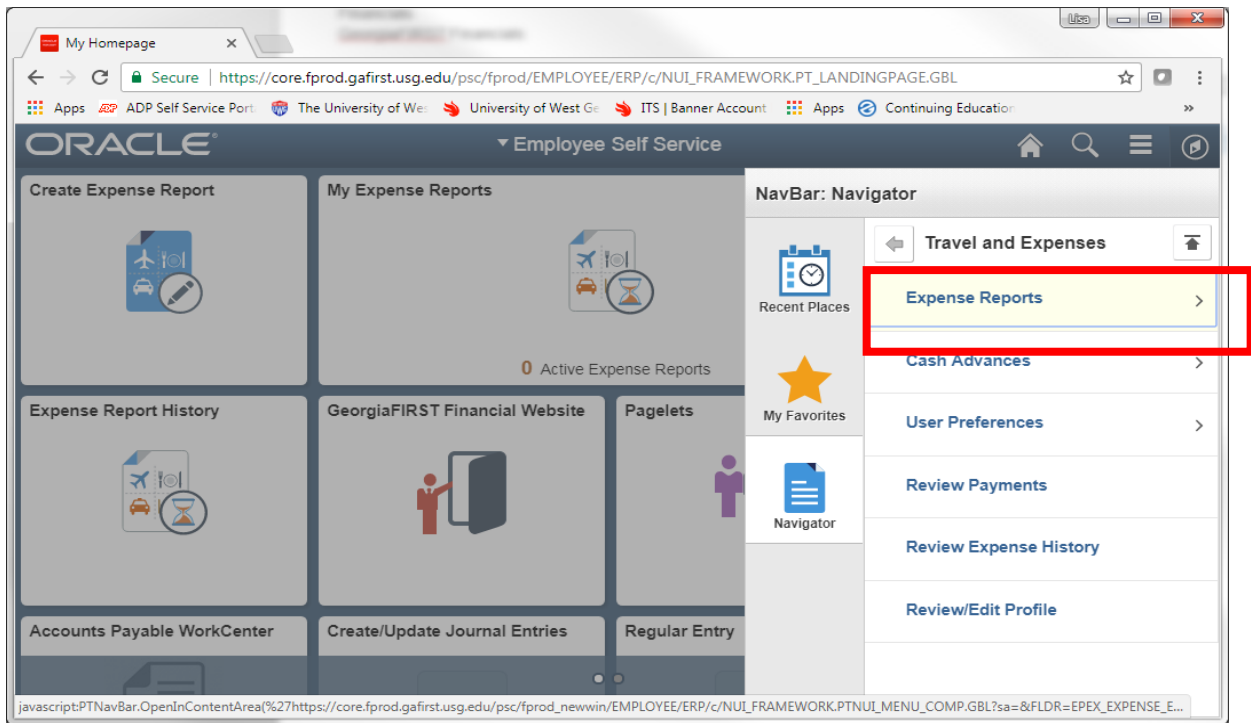 Financials
GeorgiaFIRST Financials
Lisa
My Homepage
Secure | https://core.fprod.gafirst.usg.edu/psc/fprod/EMPLOYEE/ERP/c/NUI_FRAMEWORK.PT_LANDINGPAGE.GBL
Apps ADP Self Service Port The University of Wes University of West Ge ITS | Banner Account Apps Continuing Education »
ORACLE
Employee Self Service
NavBar: Navigator
Create Expense Report
My Expense Reports
0 Active Expense Reports
Expense Report History
GeorgiaFIRST Financial Website
Pagelets
Accounts Payable WorkCenter
Create/Update Journal Entries
Regular Entry
Recent Places
My Favorites
Navigator
Travel and Expenses
Expense Reports
Cash Advances
User Preferences
Review Payments
Review Expense History
Review/Edit Profile
javascript:PTNavBar.OpenInContentArea(%27https://core.fprod.gafirst.usg.edu/psc/fprod_newwin/EMPLOYEE/ERP/c/NUI_FRAMEWORK.PTNUI_MENU_COMP.GBL?sa=&FLDR=EPEX_EXPENSE_E...